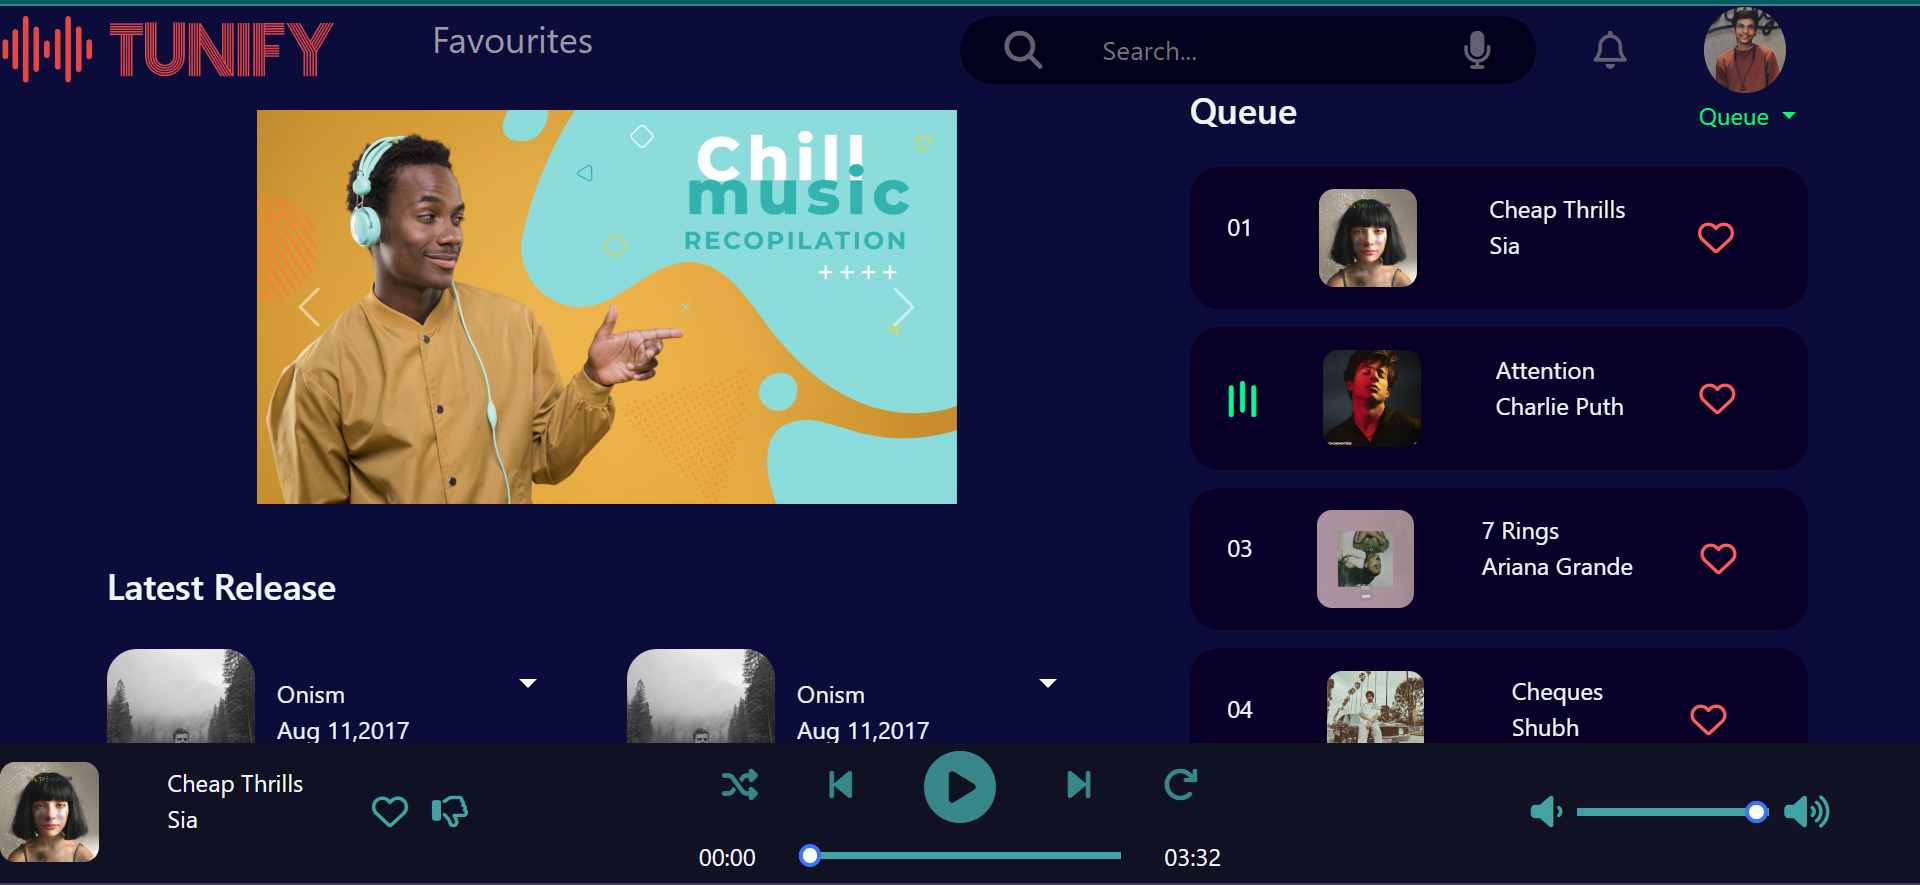 TUNIFY
Favourites
Search...
Chill
music
RECOPILATION
Queue
Queue
01
Cheap Thrills
Sia
Attention
Charlie Puth
03
7 Rings
Ariana Grande
04
Cheques
Shubh
Latest Release
Onism
Aug 11,2017
Onism
Aug 11,2017
Cheap Thrills
Sia
00:00
03:32